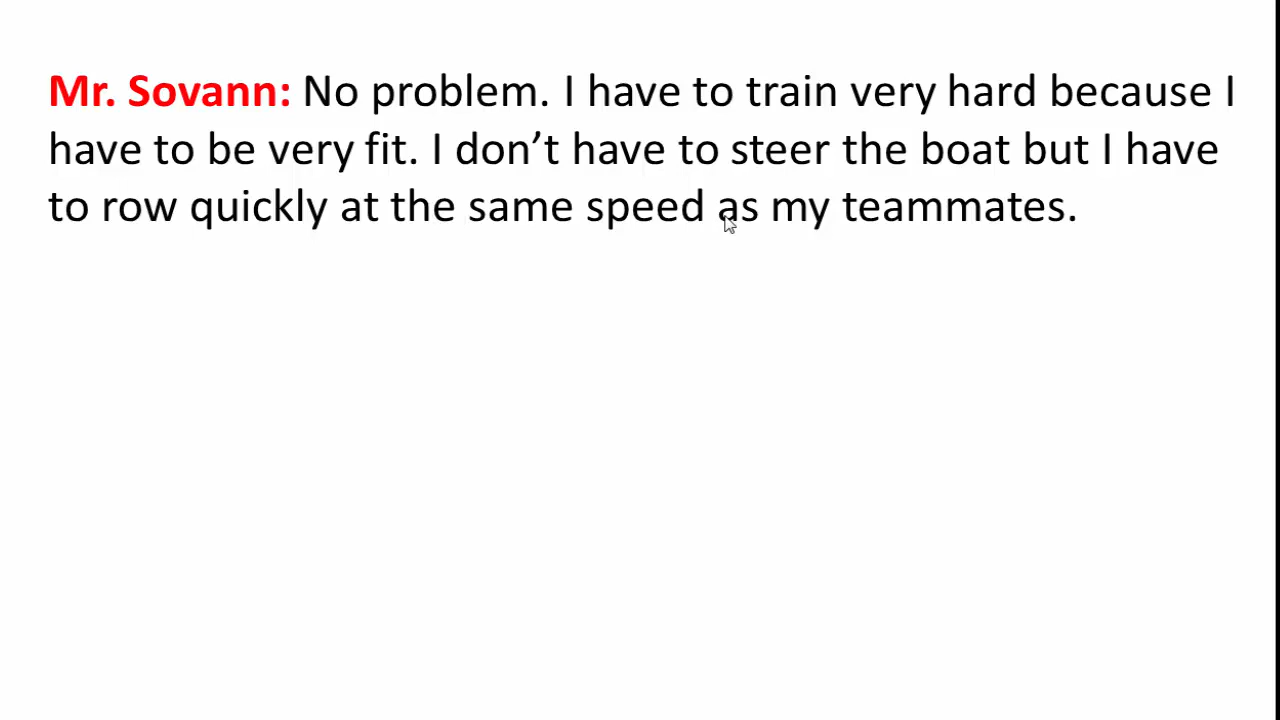 Mr. Sovann: No problem. I have to train very hard because I
have to be very fit. I don’t have to steer the boat but I have
to row quickly at the same speed as my teammates.